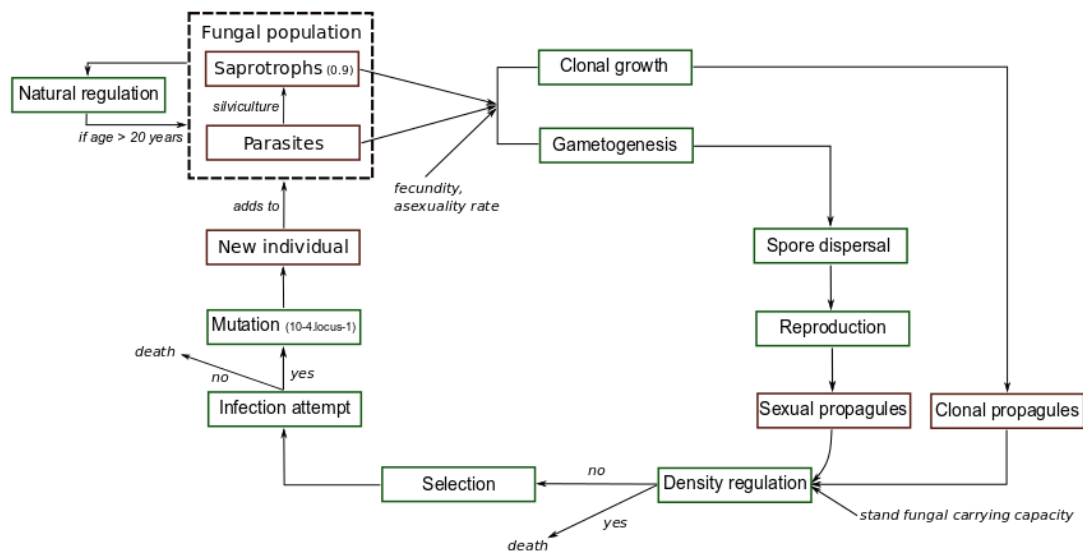 Fungal population
Saprotrophs (0.9)
Clonal growth
Natural regulation
silviculture
if age > 20 years
Parasites
Gametogenesis
fecundity,
asexuality rate
adds to
New individual
Spore dispersal
Mutation (10-4.locus-1)
Reproduction
death
no
yes
Infection attempt
Sexual propagules
Clonal propagules
Selection
no
Density regulation
yes
stand fungal carrying capacity
death